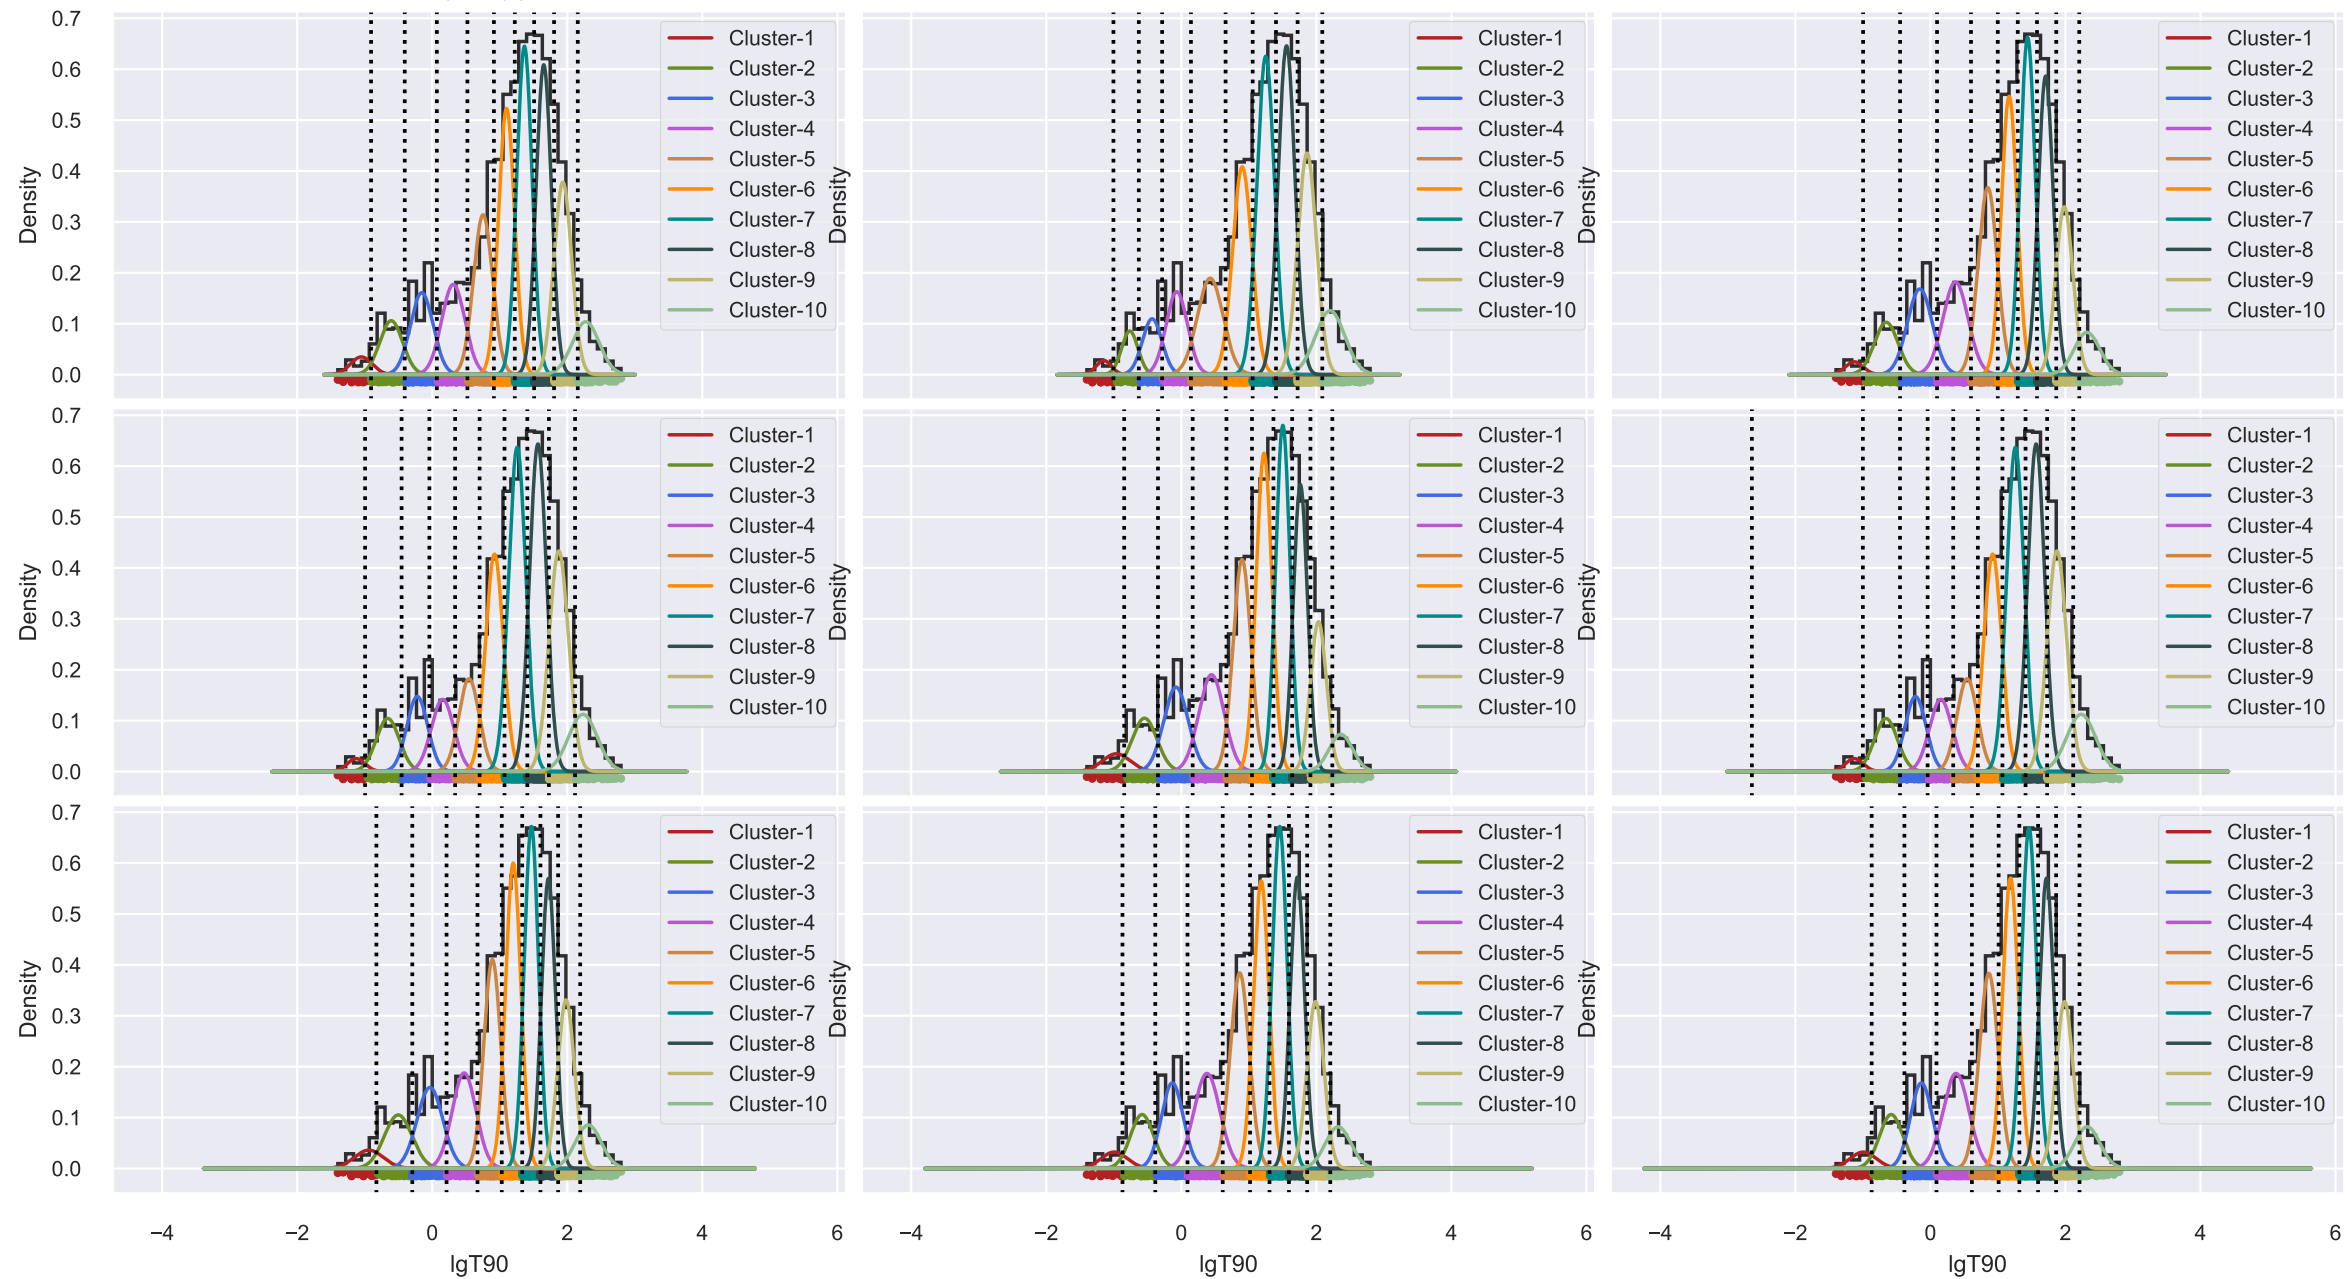 0.7
0.6
0.5
0.4
0.3
0.2
0.1
0.0
Density
Cluster-1
Cluster-2
Cluster-3
Cluster-4
Cluster-5
Cluster-6
Cluster-7
Cluster-8
Cluster-9
Cluster-10
Density
Cluster-1
Cluster-2
Cluster-3
Cluster-4
Cluster-5
Cluster-6
Cluster-7
Cluster-8
Cluster-9
Cluster-10
Density
Cluster-1
Cluster-2
Cluster-3
Cluster-4
Cluster-5
Cluster-6
Cluster-7
Cluster-8
Cluster-9
Cluster-10
0.7
0.6
0.5
0.4
0.3
0.2
0.1
0.0
Density
Cluster-1
Cluster-2
Cluster-3
Cluster-4
Cluster-5
Cluster-6
Cluster-7
Cluster-8
Cluster-9
Cluster-10
Density
Cluster-1
Cluster-2
Cluster-3
Cluster-4
Cluster-5
Cluster-6
Cluster-7
Cluster-8
Cluster-9
Cluster-10
Density
Cluster-1
Cluster-2
Cluster-3
Cluster-4
Cluster-5
Cluster-6
Cluster-7
Cluster-8
Cluster-9
Cluster-10
0.7
0.6
0.5
0.4
0.3
0.2
0.1
0.0
Density
Cluster-1
Cluster-2
Cluster-3
Cluster-4
Cluster-5
Cluster-6
Cluster-7
Cluster-8
Cluster-9
Cluster-10
Density
Cluster-1
Cluster-2
Cluster-3
Cluster-4
Cluster-5
Cluster-6
Cluster-7
Cluster-8
Cluster-9
Cluster-10
Density
Cluster-1
Cluster-2
Cluster-3
Cluster-4
Cluster-5
Cluster-6
Cluster-7
Cluster-8
Cluster-9
Cluster-10
−4 −2 0 2 4 6
lgT90
−4 −2 0 2 4 6
lgT90
−4 −2 0 2 4 6
lgT90